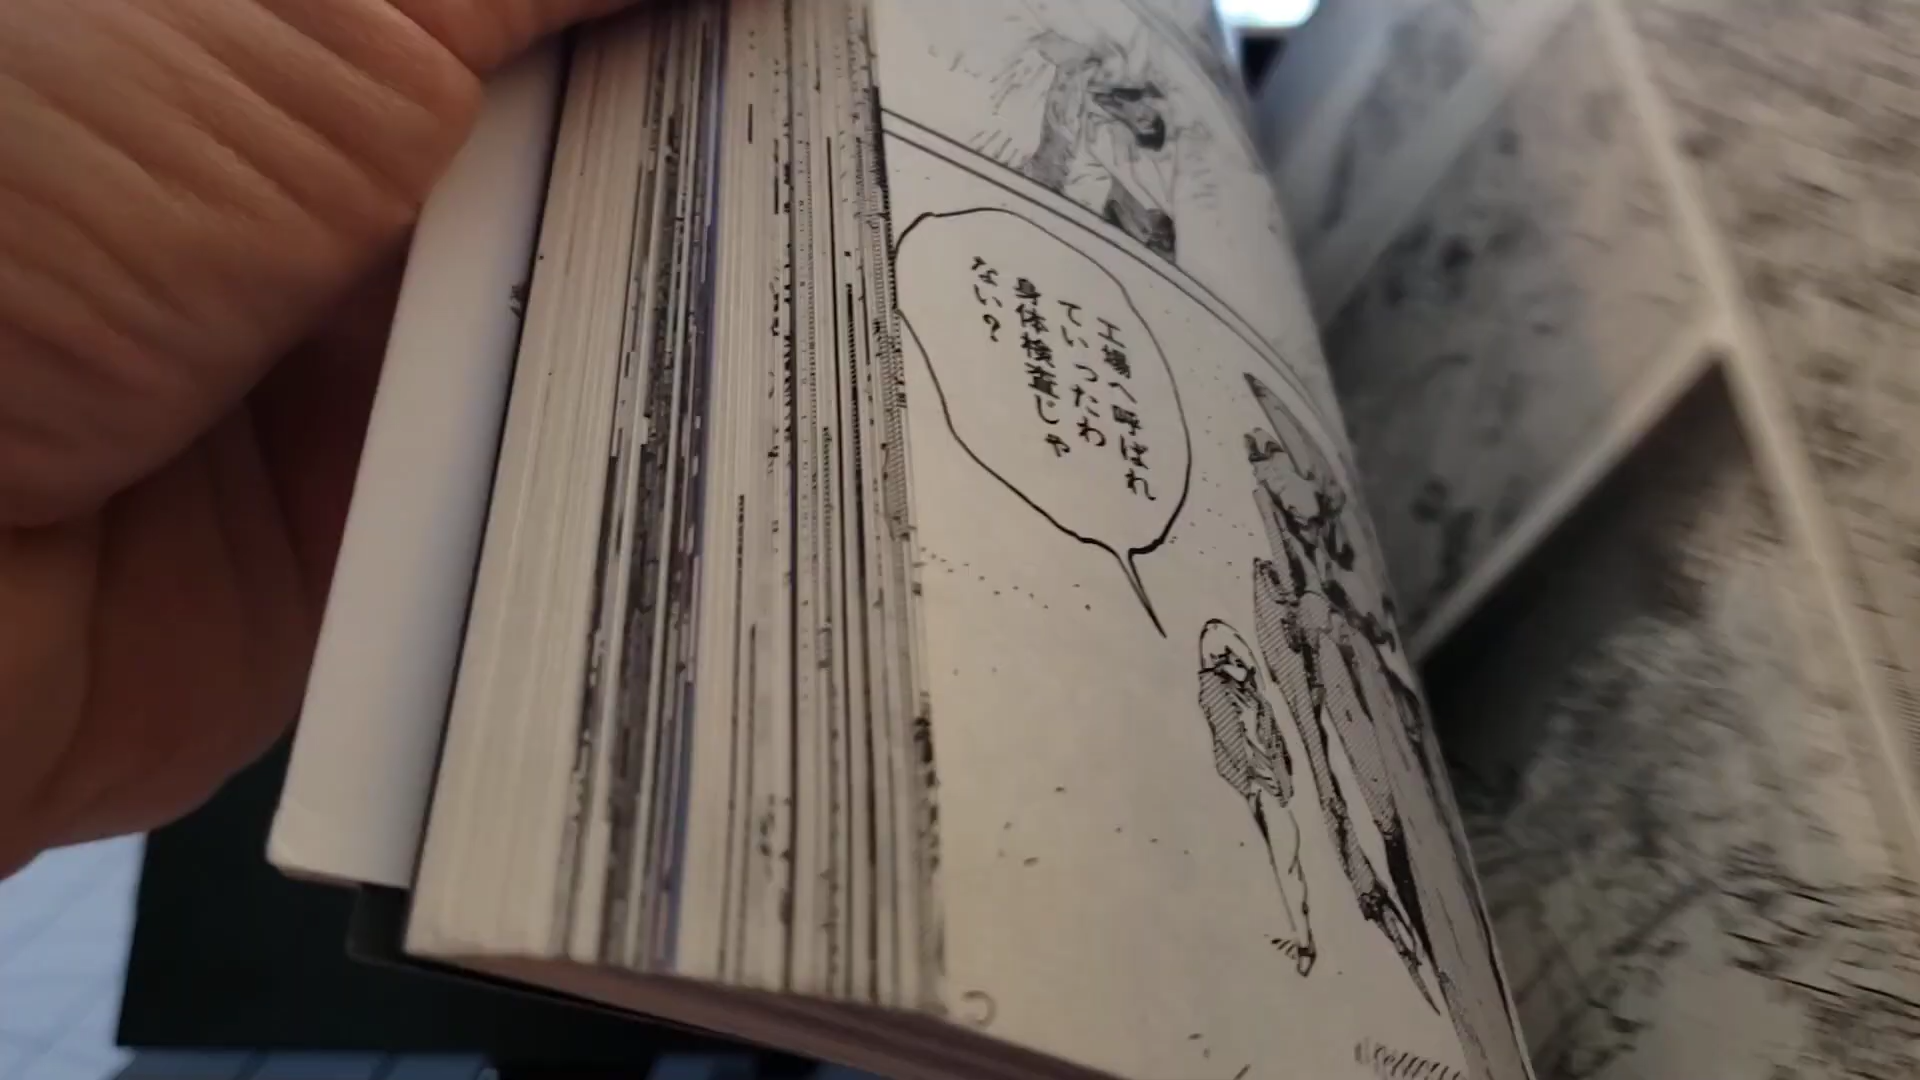 工場へ呼ばれ
ていったわ
身体検査じゃ
ない?